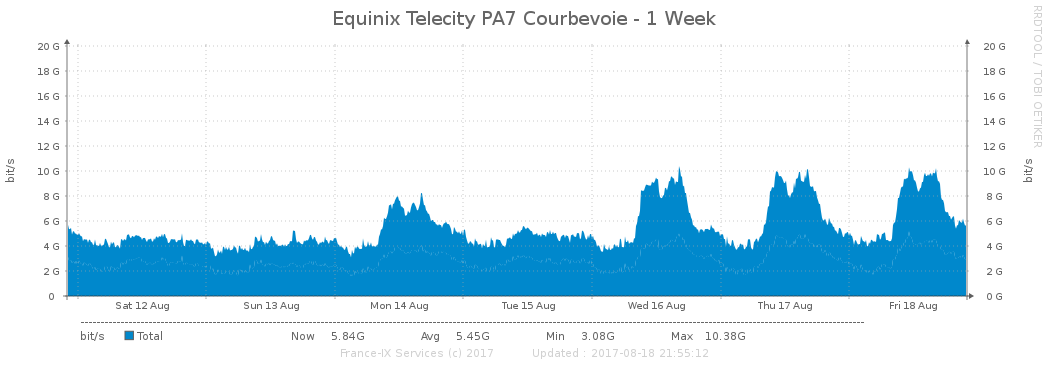 Equinix Telecity PA7 Courbevoie - 1 Week
RRDTOOL / TOBI OETIKER
20 G 20 G
18 G 18 G
16 G 16 G
14 G 14 G
12 G 12 G
10 G 10 G
8 G 8 G
6 G 6 G
4 G 4 G
2 G 2 G
0 0 G
bit/s
bit/s
Sat 12 Aug Sun 13 Aug Mon 14 Aug Tue 15 Aug Wed 16 Aug Thu 17 Aug Fri 18 Aug
bit/s Total Now 5.84G Avg 5.45G Min 3.08G Max 10.38G
France-IX Services (c) 2017 Updated : 2017-08-18 21:55:12